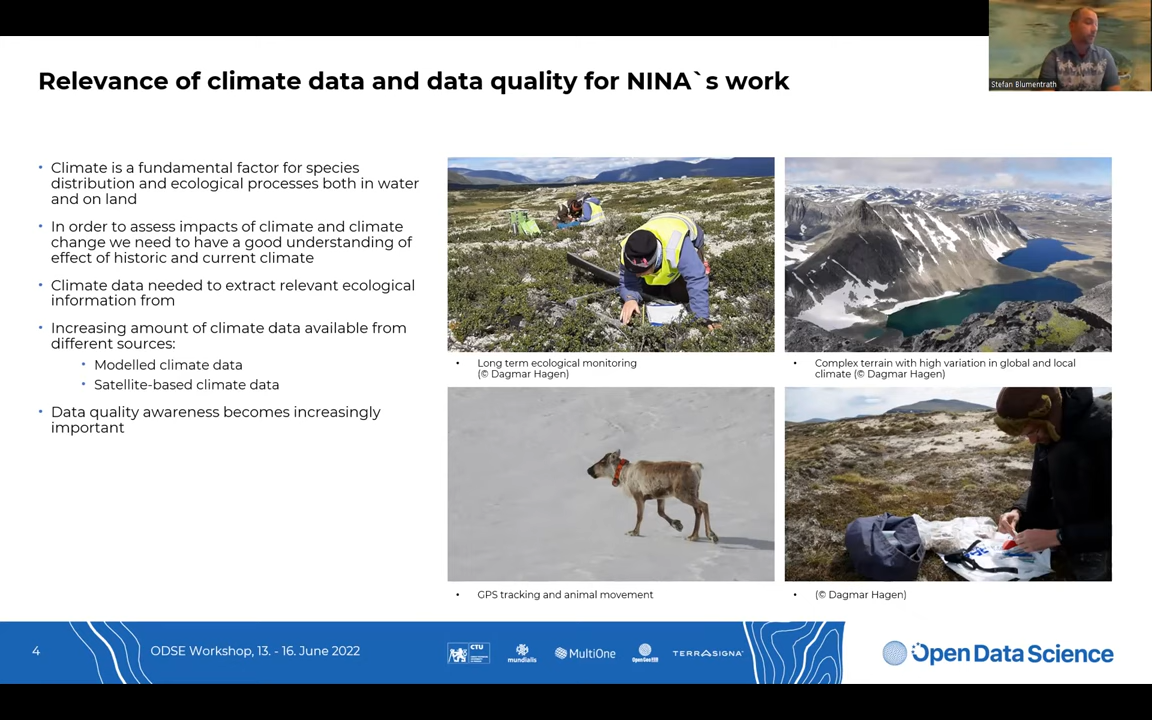 Stefan Blumentrath
Relevance of climate data and data quality for NINA`s work
• Climate is a fundamental factor for species
distribution and ecological processes both in water
and on land
• In order to assess impacts of climate and climate
change we need to have a good understanding of
effect of historic and current climate
• Climate data needed to extract relevant ecological
information from
• Increasing amount of climate data available from
different sources:
• Modelled climate data
• Satellite-based climate data
• Data quality awareness becomes increasingly
important
• Long term ecological monitoring
(© Dagmar Hagen)
• Complex terrain with high variation in global and local
climate (© Dagmar Hagen)
• GPS tracking and animal movement
• (© Dagmar Hagen)
4
ODSE Workshop, 13. - 16. June 2022
CTU
mundialis
MultiOne
TERRASIGNA
Open Data Science